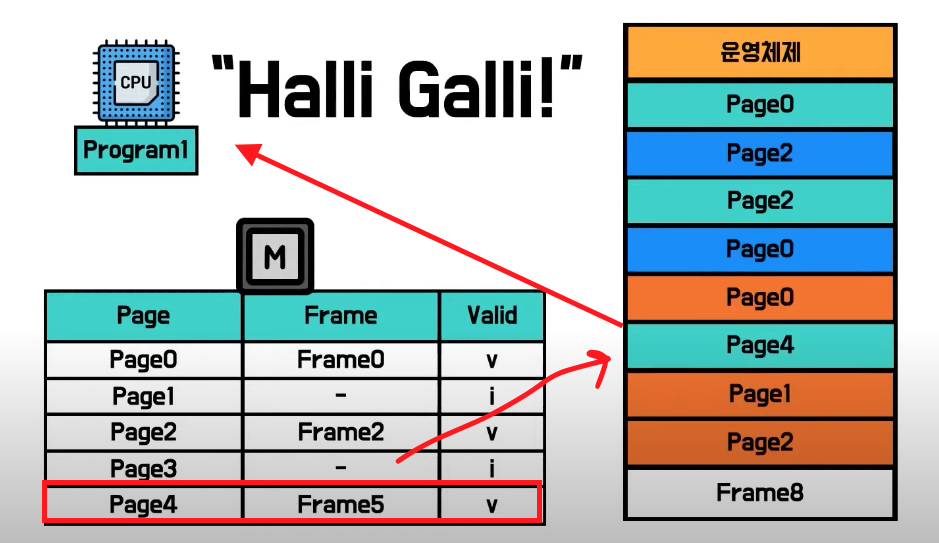 CPU
Program1
“Halli Galli!”
M
Page Frame Valid
Page0 Frame0 v
Page1 - i
Page2 Frame2 v
Page3 - i
Page4 Frame5 v
운영체제
Page0
Page2
Page2
Page0
Page0
Page4
Page1
Page2
Frame8